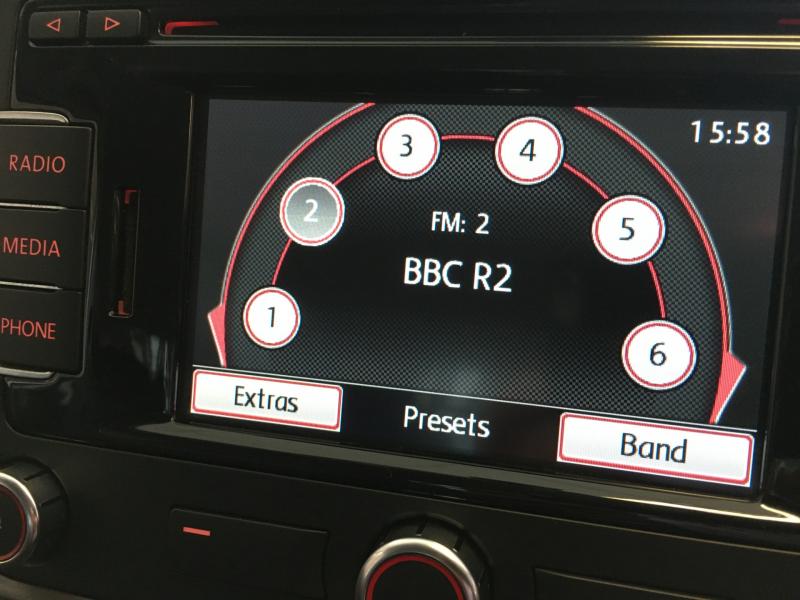 15:58
RADIO
MEDIA
PHONE
3
4
2
5
1
6
FM: 2
BBC R2
Extras
Presets
Band